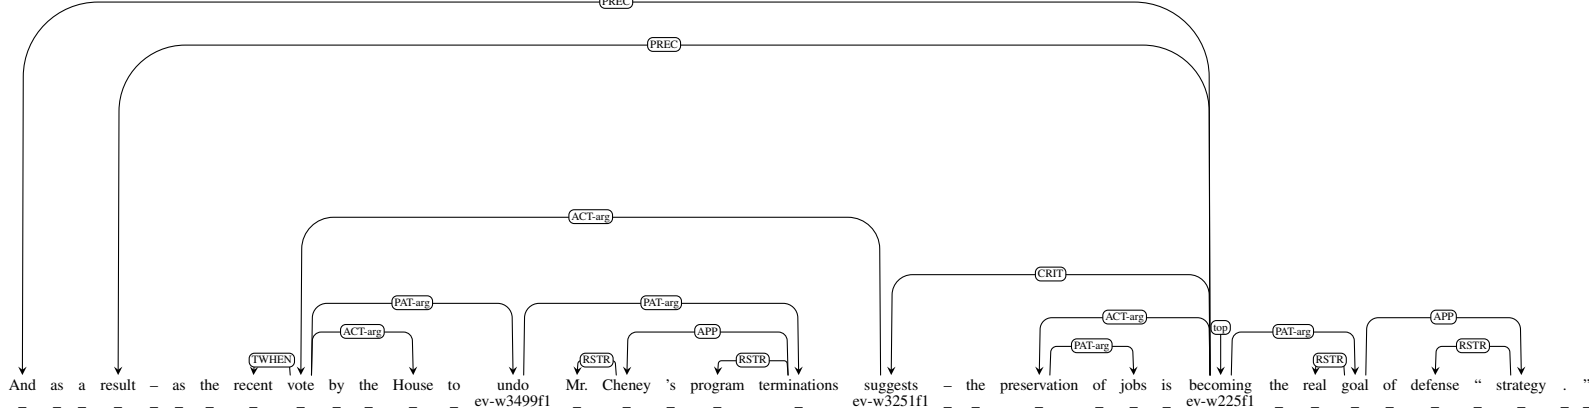 PREC
PREC
ACT-arg
CRIT
PAT-arg PAT-arg ACT-arg APP
ACT-arg APP top PAT-arg
PAT-arg RSTR
TWHEN RSTR RSTR RSTR
And as a result – as the recent vote by the House to undo Mr. Cheney 's program terminations suggests – the preservation of jobs is becoming the real goal of defense “ strategy . ”
_ _ _ _ _ _ _ _ _ _ _ _ _ ev-w3499f1 _ _ _ _ _ ev-w3251f1 _ _ _ _ _ _ ev-w225f1 _ _ _ _ _ _ _ _ _